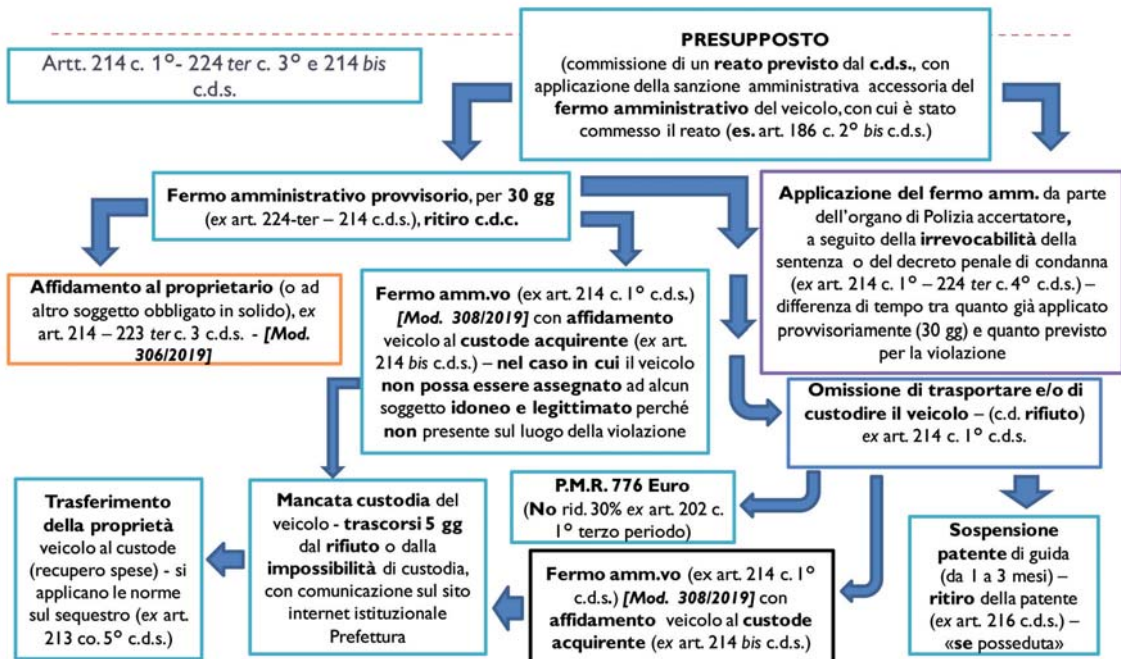 Artt. 214 c. 1°- 224 ter c. 3° e 214 bis
c.d.s.
PRESUPPOSTO
(commissione di un reato previsto dal c.d.s., con
applicazione della sanzione amministrativa accessoria del
fermo amministrativo del veicolo, con cui è stato
commesso il reato (es. art. 186 c. 2° bis c.d.s.)
Fermo amministrativo provvisorio, per 30 gg
(ex art. 224-ter – 214 c.d.s.), ritiro c.d.c.
Applicazione del fermo amm. da parte
dell'organo di Polizia accertatore,
a seguito della irrevocabilità della
sentenza o del decreto penale di condanna
(ex art. 214 c. 1° – 224 ter c. 4° c.d.s.) –
differenza di tempo tra quanto già applicato
provvisoriamente (30 gg) e quanto previsto
per la violazione
Affidamento al proprietario (o ad
altro soggetto obbligato in solido), ex
art. 214 – 223 ter c. 3 c.d.s. - [Mod.
306/2019]
Fermo amm.vo (ex art. 214 c. 1° c.d.s.)
[Mod. 308/2019] con affidamento
veicolo al custode acquirente (ex art.
214 bis c.d.s.) – nel caso in cui il veicolo
non possa essere assegnato ad alcun
soggetto idoneo e legittimato perché
non presente sul luogo della violazione
Omissione di trasportare e/o di
custodire il veicolo – (c.d. rifiuto)
ex art. 214 c. 1° c.d.s.
Trasferimento
della proprietà
veicolo al custode
(recupero spese) - si
applicano le norme
sul sequestro (ex art.
213 co. 5° c.d.s.)
Mancata custodia del
veicolo - trascorsi 5 gg
dal rifiuto o dalla
impossibilità di custodia,
con comunicazione sul sito
internet istituzionale
Prefettura
P.M.R. 776 Euro
(No rid. 30% ex art. 202 c.
1° terzo periodo)
Fermo amm.vo (ex art. 214 c. 1°
c.d.s.) [Mod. 308/2019] con
affidamento veicolo al custode
acquirente (ex art. 214 bis c.d.s.)
Sospensione
patente di guida
(da 1 a 3 mesi) –
ritiro della patente
(ex art. 216 c.d.s.) –
«se posseduta»